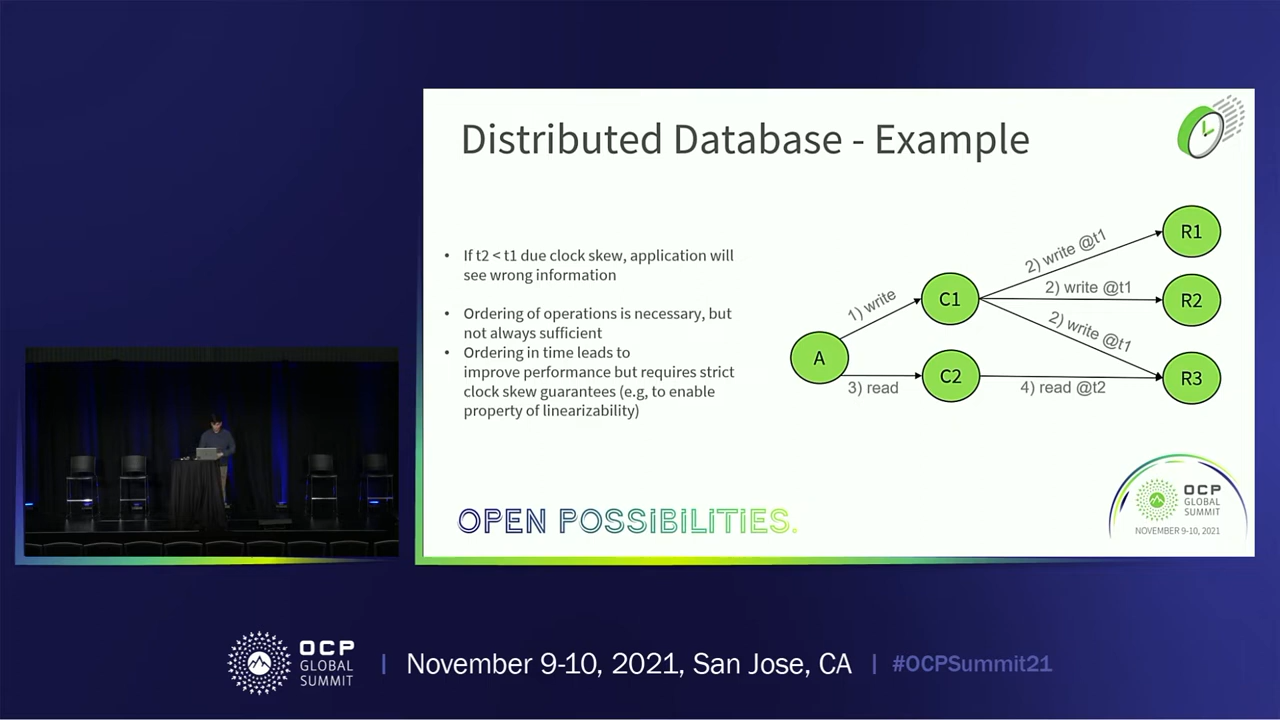 Distributed Database - Example
• If t2 < t1 due clock skew, application will
see wrong information
• Ordering of operations is necessary, but
not always sufficient
• Ordering in time leads to
improve performance but requires strict
clock skew guarantees (e.g, to enable
property of linearizability)
A
1) write
C1
3) read
C2
2) write @t1
R1
2) write @t1
R2
2) write @t1
R3
4) read @t2
OPEN POSSIBILITIES.
OCP
GLOBAL
SUMMIT
NOVEMBER 9-10, 2021
OCP
GLOBAL
SUMMIT
| November 9-10, 2021, San Jose, CA | #OCPSummit21